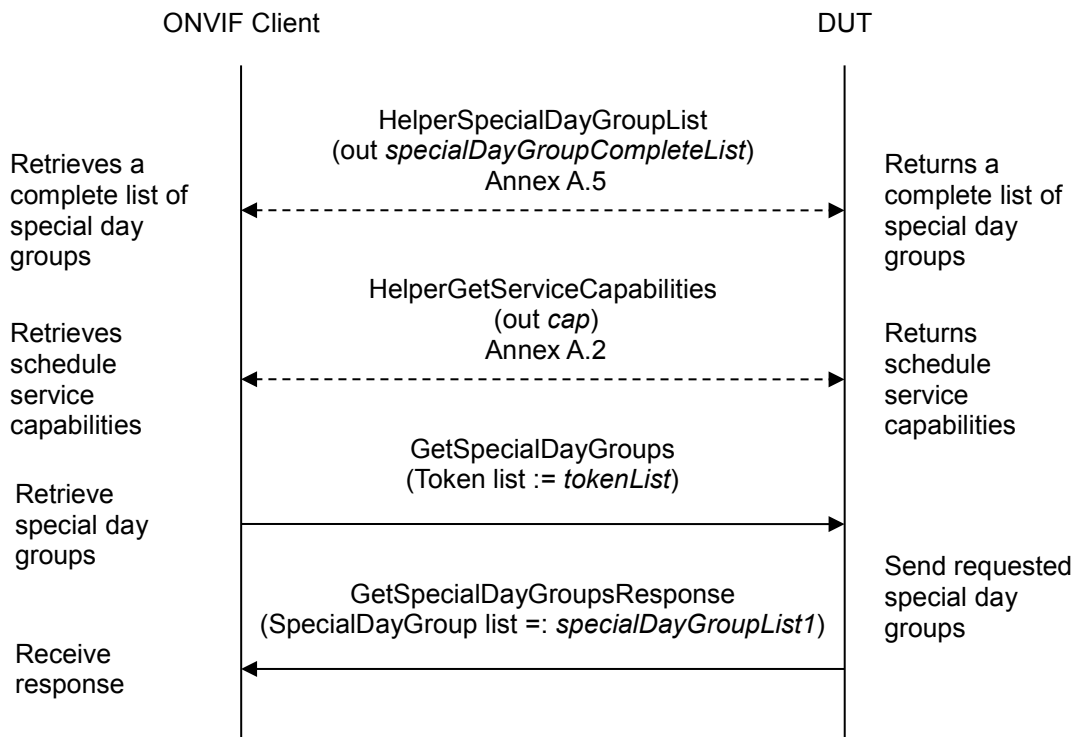 ONVIF Client
DUT
HelperSpecialDayGroupList
(out specialDayGroupCompleteList)
Annex A.5
Retrieves a
complete list of
special day
groups
Returns a
complete list of
special day
groups
HelperGetServiceCapabilities
(out cap)
Annex A.2
Retrieves
schedule
service
capabilities
Returns
schedule
service
capabilities
GetSpecialDayGroups
(Token list := tokenList)
Retrieve
special day
groups
GetSpecialDayGroupsResponse
(SpecialDayGroup list =: specialDayGroupList1)
Send requested
special day
groups
Receive
response